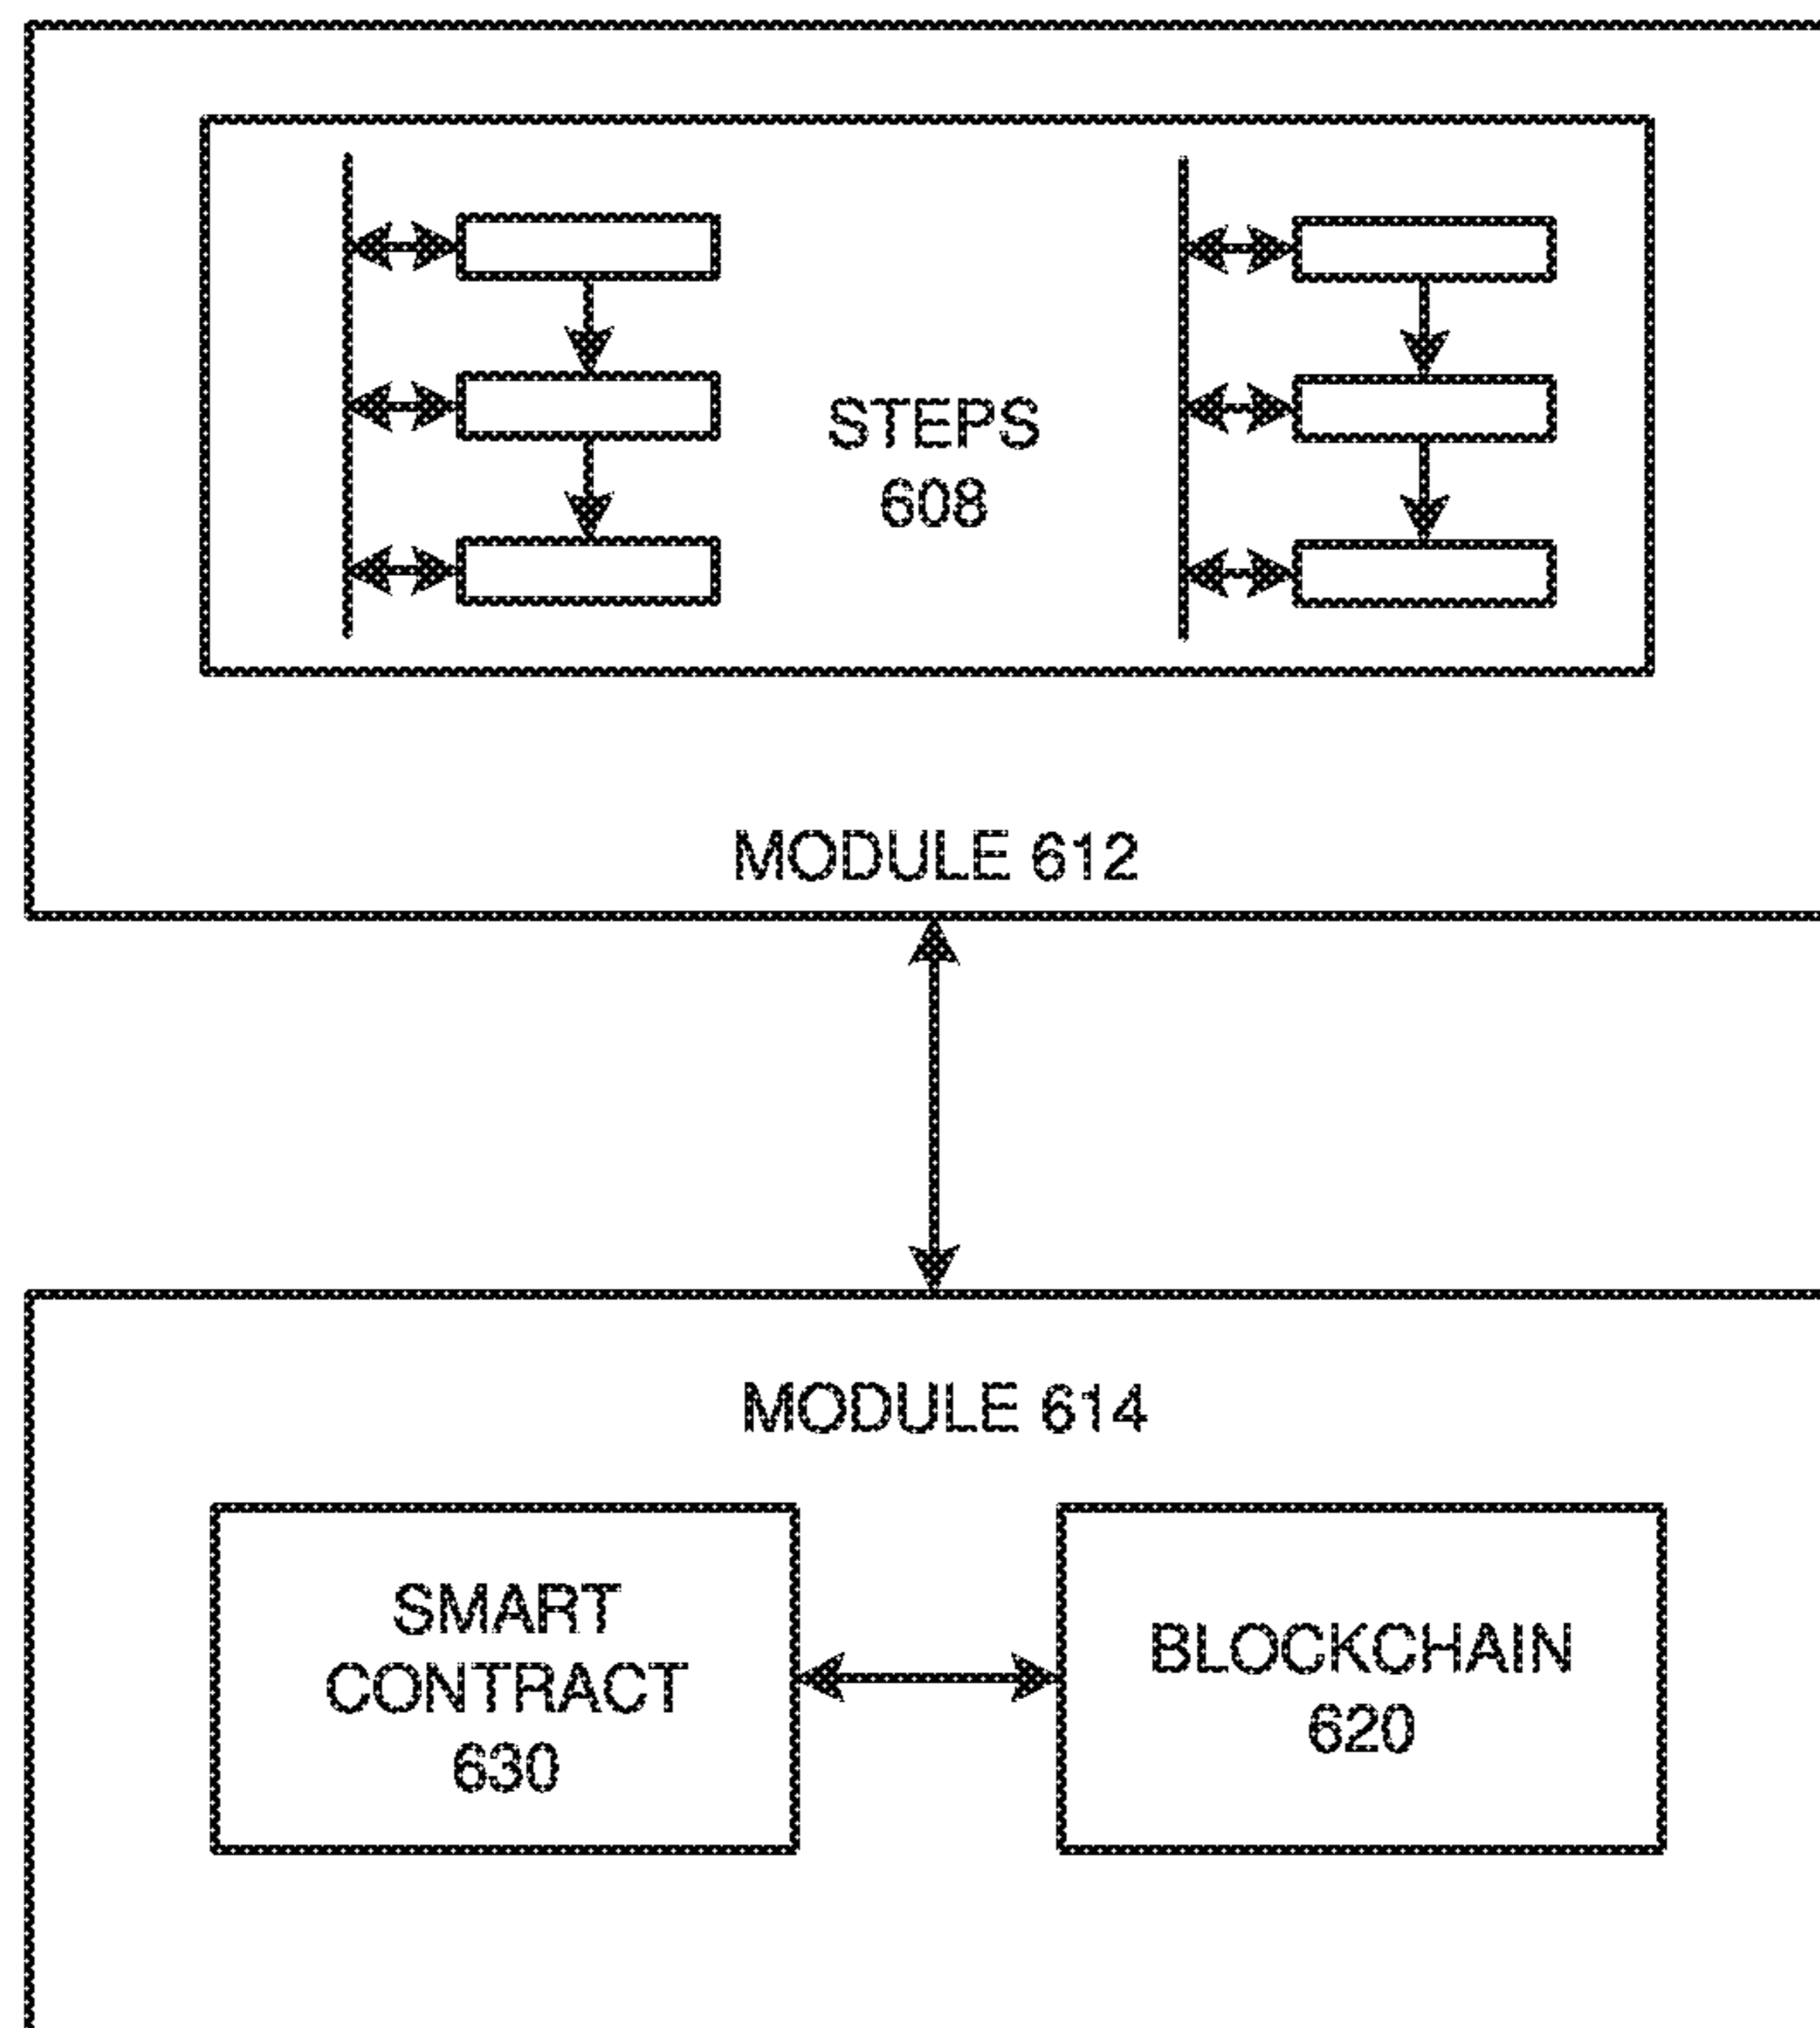 STEPS
608
MODULE 612
MODULE 614
SMART
CONTRACT
630
BLOCKCHAIN
620